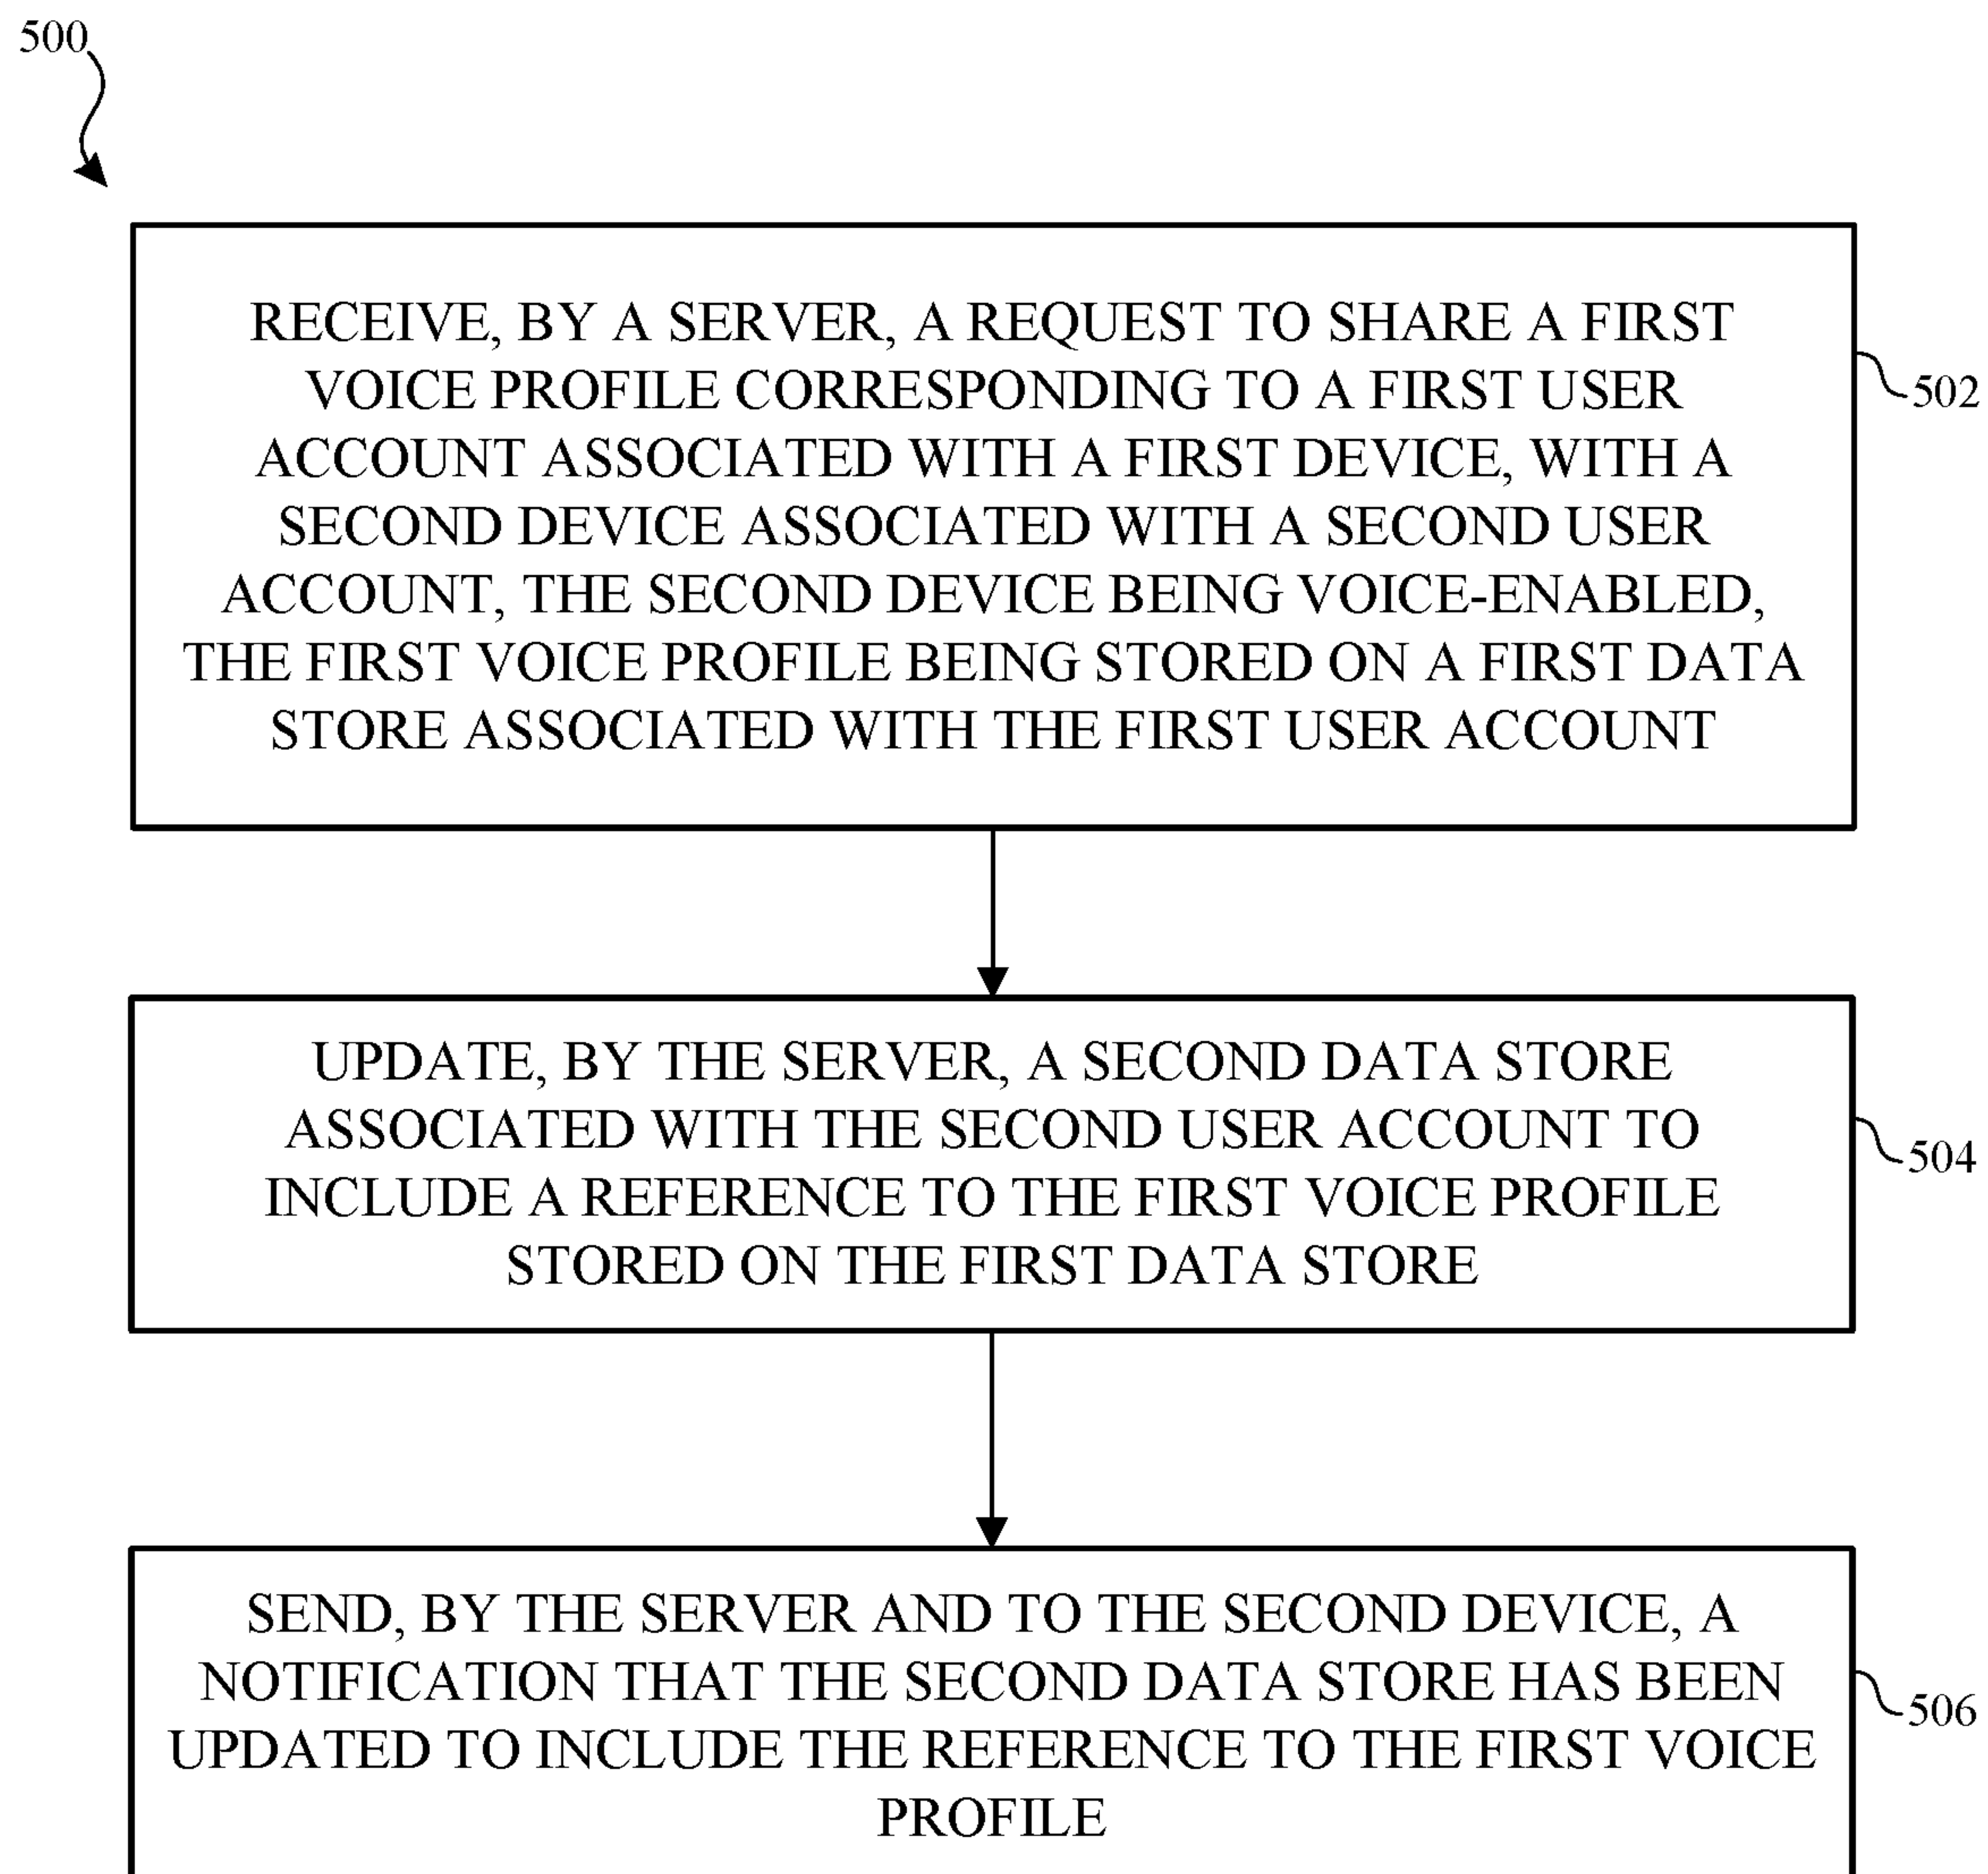 500
RECEIVE, BY A SERVER, A REQUEST TO SHARE A FIRST
VOICE PROFILE CORRESPONDING TO A FIRST USER
ACCOUNT ASSOCIATED WITH A FIRST DEVICE, WITH A
SECOND DEVICE ASSOCIATED WITH A SECOND USER
ACCOUNT, THE SECOND DEVICE BEING VOICE-ENABLED,
THE FIRST VOICE PROFILE BEING STORED ON A FIRST DATA
STORE ASSOCIATED WITH THE FIRST USER ACCOUNT
502
UPDATE, BY THE SERVER, A SECOND DATA STORE
ASSOCIATED WITH THE SECOND USER ACCOUNT TO
INCLUDE A REFERENCE TO THE FIRST VOICE PROFILE
STORED ON THE FIRST DATA STORE
504
SEND, BY THE SERVER AND TO THE SECOND DEVICE, A
NOTIFICATION THAT THE SECOND DATA STORE HAS BEEN
UPDATED TO INCLUDE THE REFERENCE TO THE FIRST VOICE
PROFILE
506